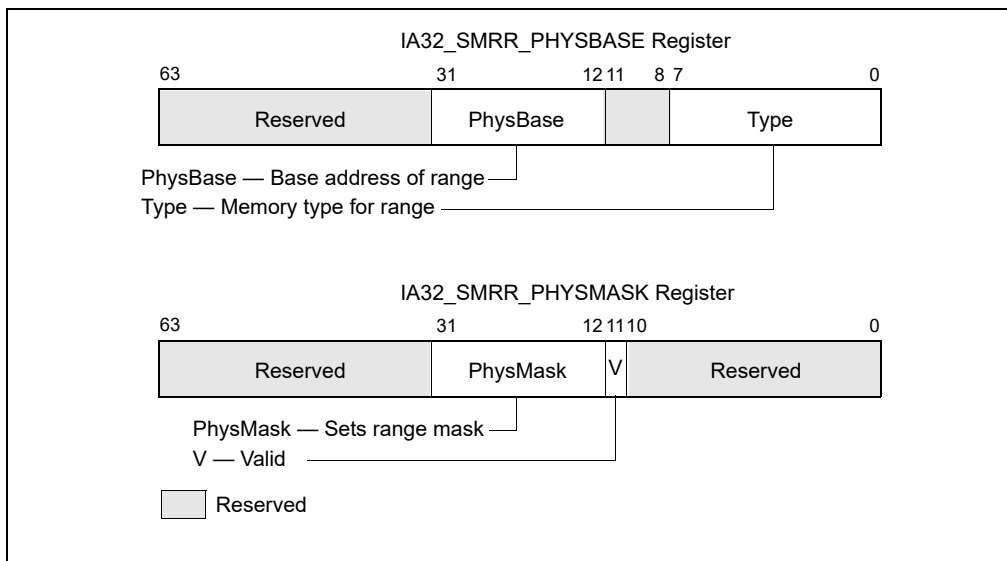 IA32_SMRR_PHYSBASE Register
63 31 12 11 8 7 0
Reserved PhysBase Type
PhysBase — Base address of range
Type — Memory type for range
IA32_SMRR_PHYSMASK Register
63 31 12 11 10 0
Reserved PhysMask V Reserved
PhysMask — Sets range mask
V — Valid
Reserved